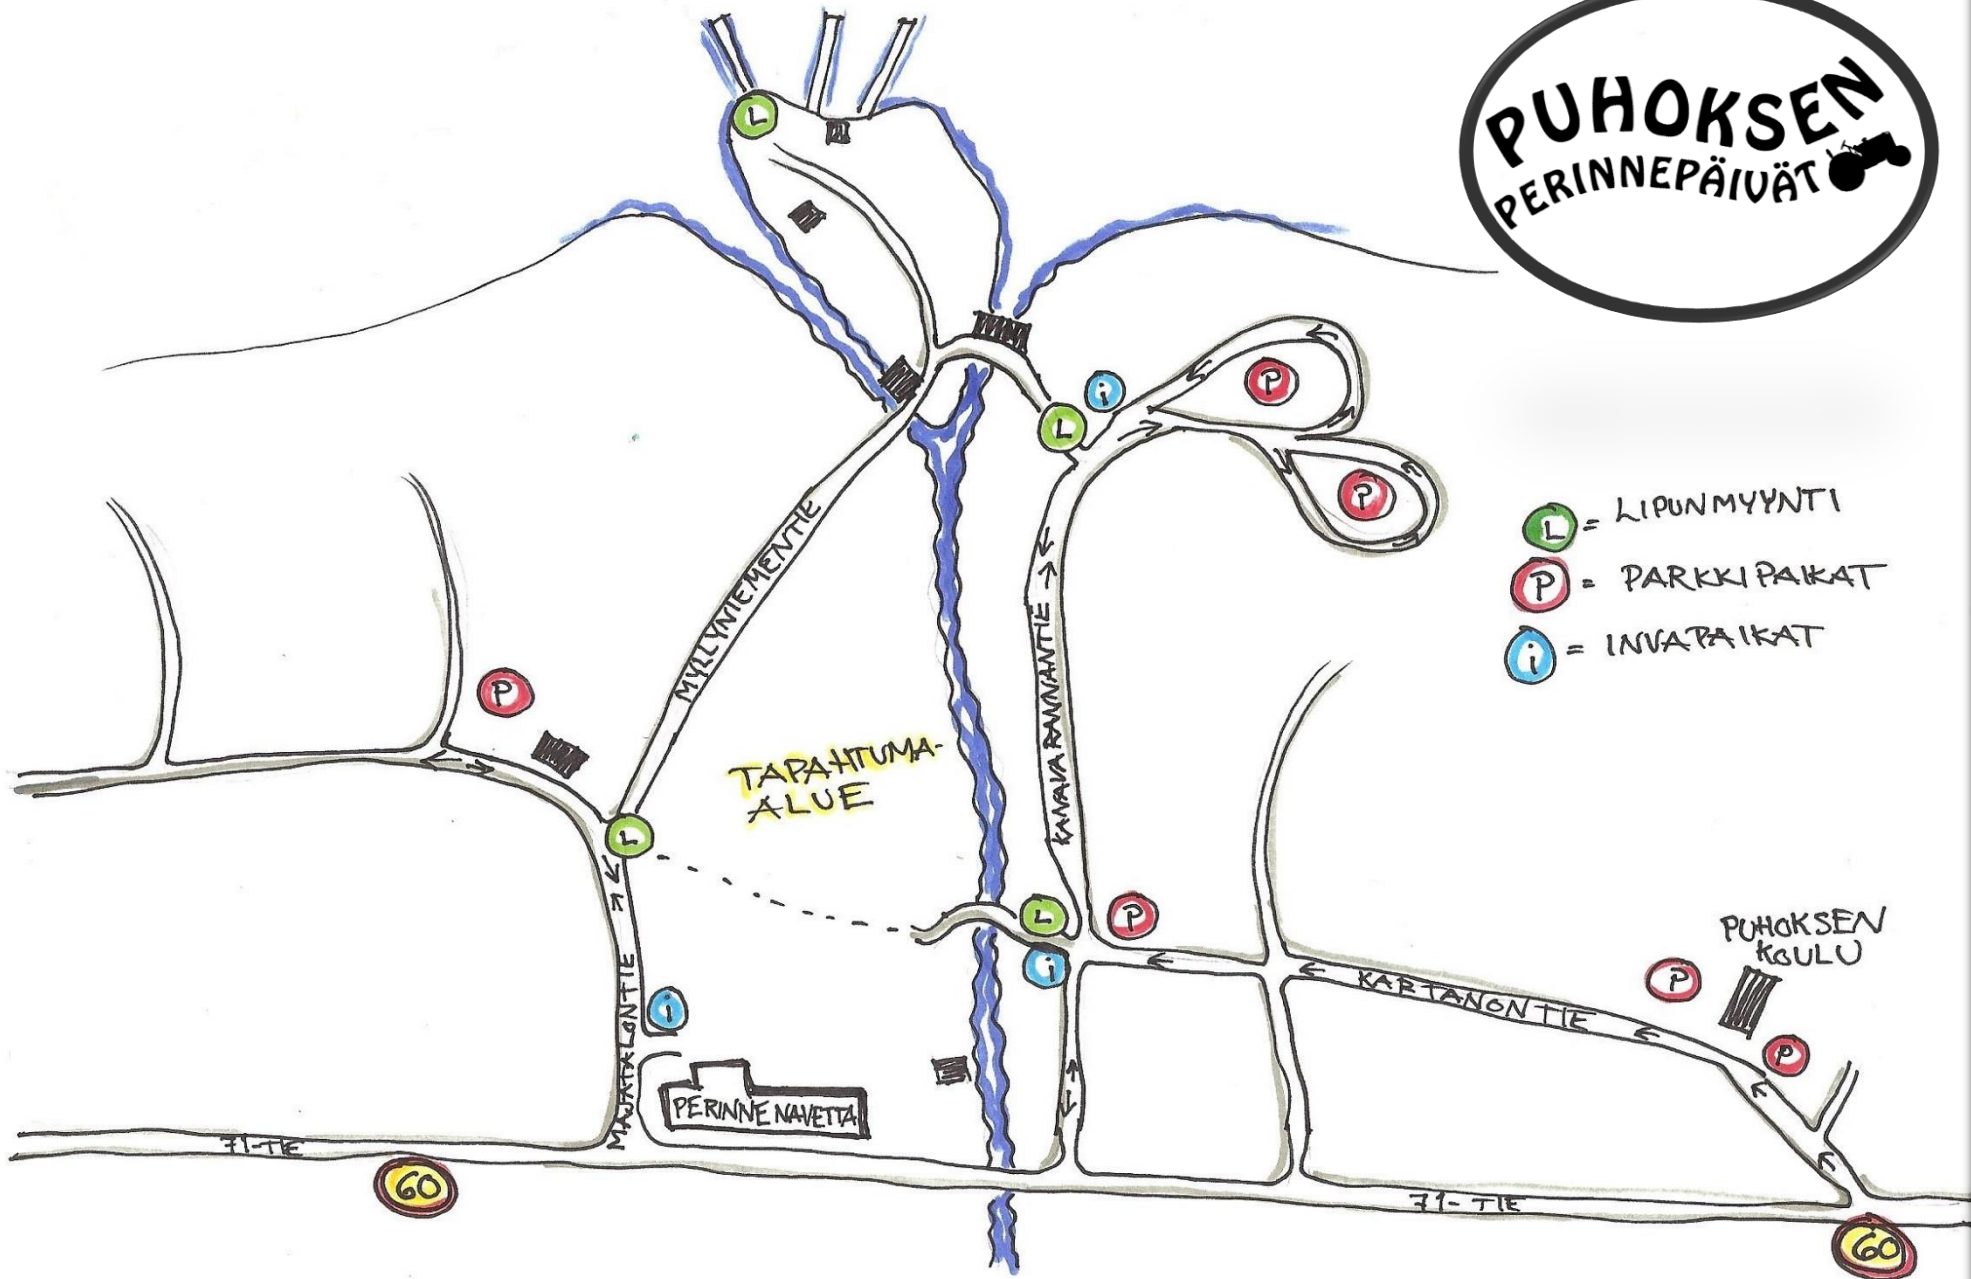 PUHOKSEN
PERINNEPÄIVÄT
L
L
i
P
P
L = LIPUNMYYNTI
P = PARKKIPAIKAT
i = INVAPAIKAT
MYLLYNIEMENTIE
KANAVARANNANTIE
P
TAPAHTUMA-
ALUE
L
L
P
i
PUHOKSEN
KOULU
P
KARTANONTIE
P
MAJATALONTIE
i
PERINNENAVETTA
71-TIE
60
71-TIE
60